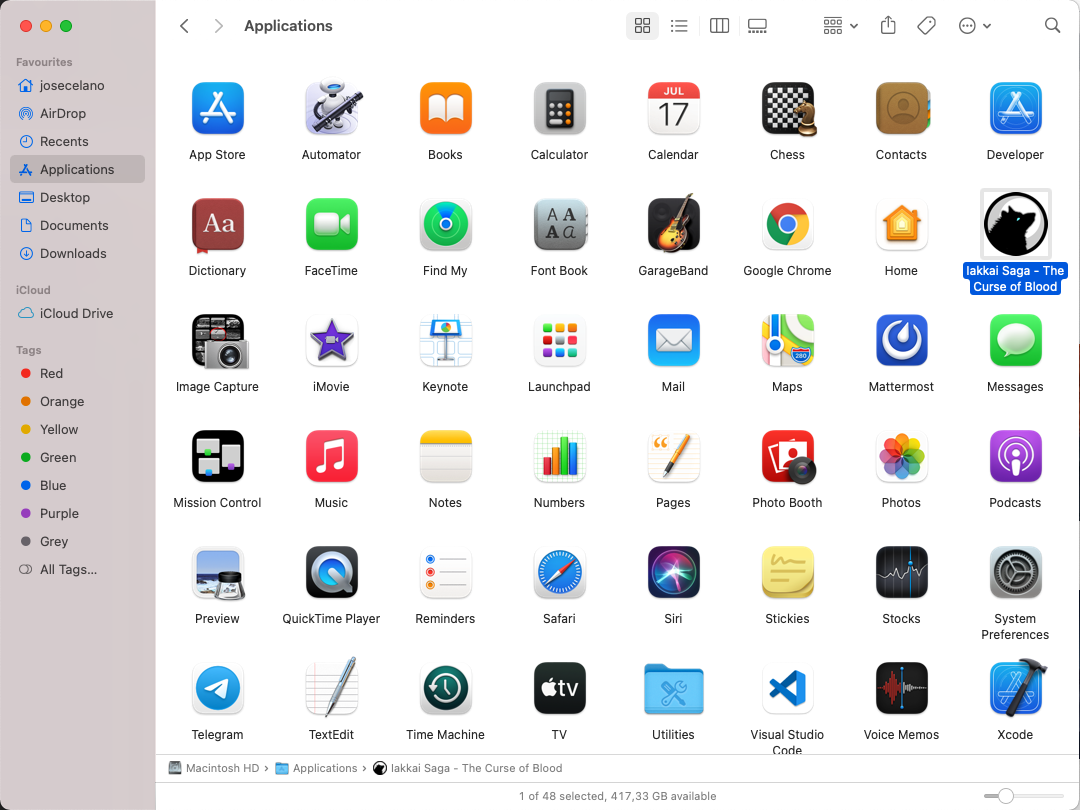 Applications
Favourites
josecelano
AirDrop
Recents
Applications
Desktop
Documents
Downloads
iCloud
iCloud Drive
Tags
Red
Orange
Yellow
Green
Blue
Purple
Grey
All Tags...
App Store
Automator
Books
Calculator
JUL
17
Calendar
Chess
Contacts
Developer
Aa
Dictionary
FaceTime
Find My
A A
A a
Font Book
GarageBand
Google Chrome
Home
Iakkai Saga - The
Curse of Blood
Image Capture
iMovie
Keynote
Launchpad
Mail
280
Maps
Mattermost
Messages
Mission Control
Music
Notes
Numbers
Pages
Photo Booth
Photos
Podcasts
Preview
QuickTime Player
Reminders
Safari
Siri
Stickies
Stocks
System
Preferences
Telegram
TextEdit
Time Machine
tv
TV
Utilities
Visual Studio
Code
Voice Memos
Xcode
Macintosh HD › Applications › Iakkai Saga - The Curse of Blood
1 of 48 selected, 417,33 GB available